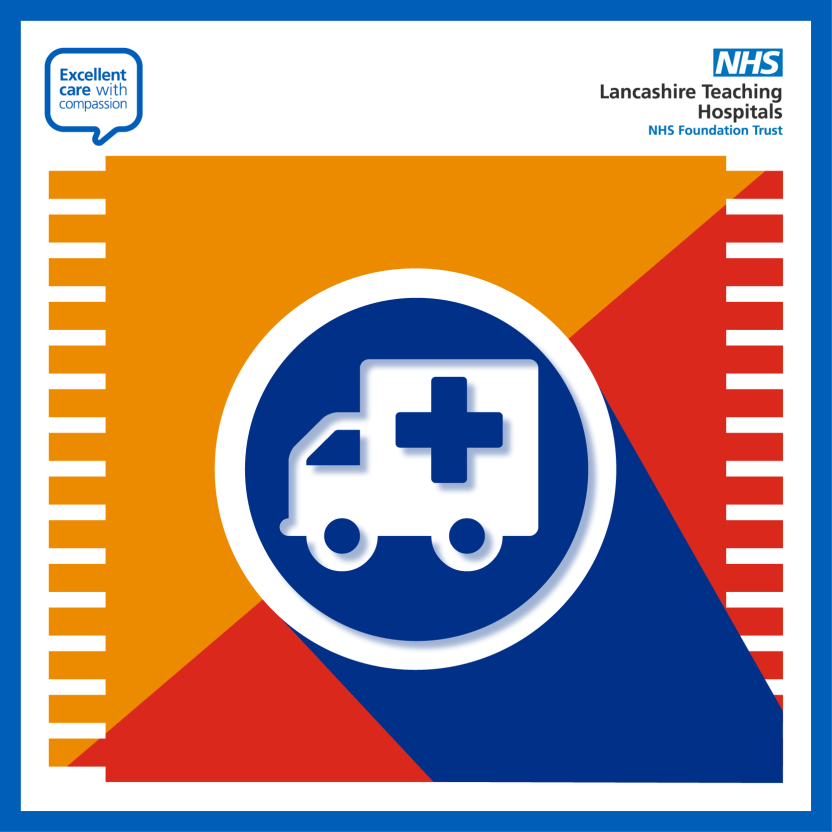 Excellent
care with
compassion
NHS
Lancashire Teaching
Hospitals
NHS Foundation Trust